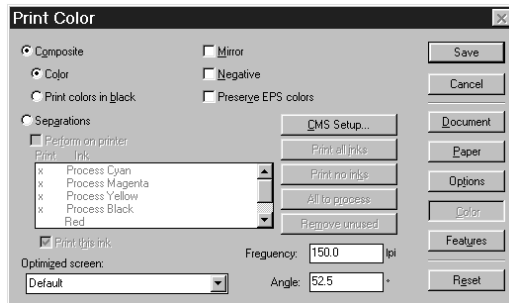 Print Color
Composite
Mirror
Save
Color
Negative
Cancel
Print colors in black
Preserve EPS colors
Separations
CMS Setup...
Document
Perform on printer
Print Ink
Print all inks
Paper
x Process Cyan
x Process Magenta
Print no inks
Options
x Process Yellow
All to process
x Process Black
Color
Red
Remove unused
Print this ink
Features
Frequency: 150.0 lpi
Optimized screen:
Default
Angle: 52.5 °
Reset